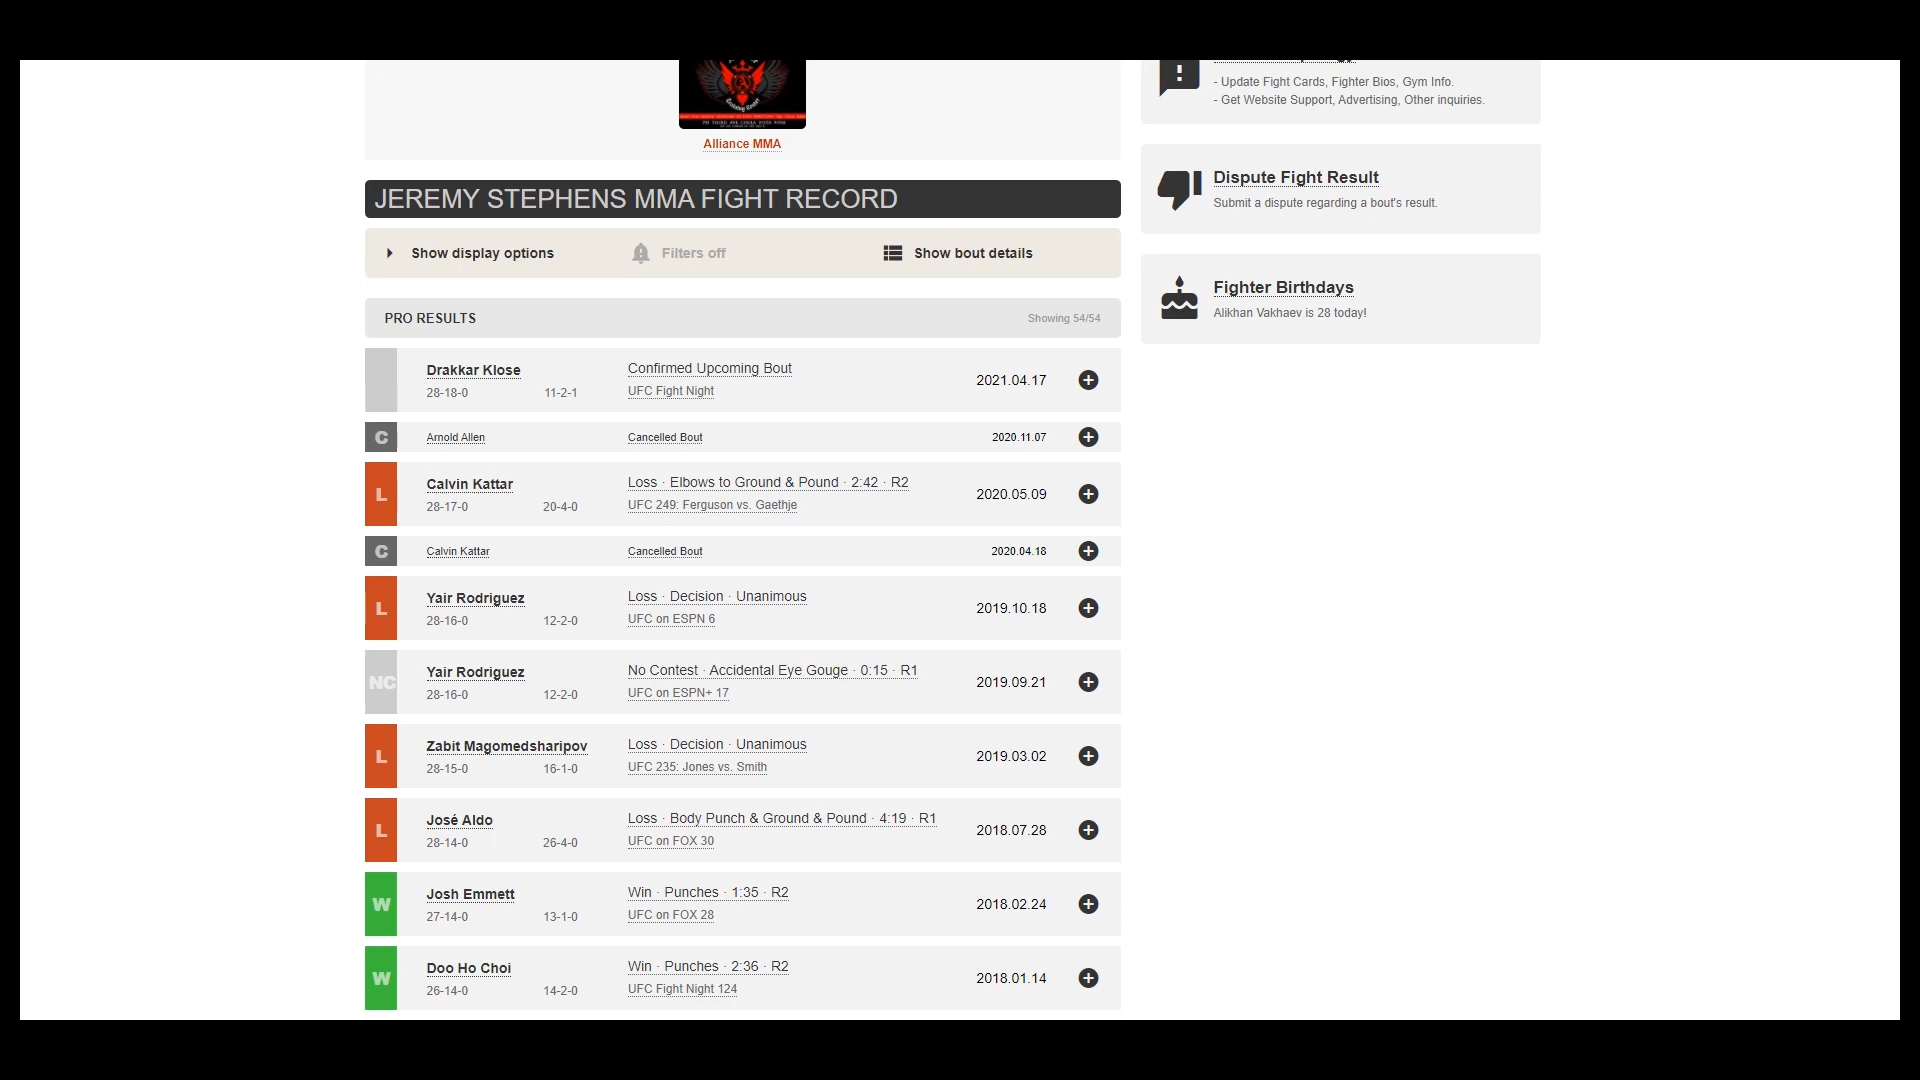 Alliance MMA
JEREMY STEPHENS MMA FIGHT RECORD
Show display options Filters off Show bout details
PRO RESULTS Showing 54/54
Drakkar Klose Confirmed Upcoming Bout 2021.04.17
28-18-0 11-2-1 UFC Fight Night
C Arnold Allen Cancelled Bout 2020.11.07
L Calvin Kattar Loss · Elbows to Ground & Pound · 2:42 · R2 2020.05.09
28-17-0 20-4-0 UFC 249: Ferguson vs. Gaethje
C Calvin Kattar Cancelled Bout 2020.04.18
L Yair Rodriguez Loss · Decision · Unanimous 2019.10.18
28-16-0 12-2-0 UFC on ESPN 6
NC Yair Rodriguez No Contest · Accidental Eye Gouge · 0:15 · R1 2019.09.21
28-16-0 12-2-0 UFC on ESPN+ 17
L Zabit Magomedsharipov Loss · Decision · Unanimous 2019.03.02
28-15-0 16-1-0 UFC 235: Jones vs. Smith
L José Aldo Loss · Body Punch & Ground & Pound · 4:19 · R1 2018.07.28
28-14-0 26-4-0 UFC on FOX 30
W Josh Emmett Win · Punches · 1:35 · R2 2018.02.24
27-14-0 13-1-0 UFC on FOX 28
W Doo Ho Choi Win · Punches · 2:36 · R2 2018.01.14
26-14-0 14-2-0 UFC Fight Night 124
- Update Fight Cards, Fighter Bios, Gym Info.
- Get Website Support, Advertising, Other inquiries.
Dispute Fight Result
Submit a dispute regarding a bout's result.
Fighter Birthdays
Alikhan Vakhaev is 28 today!